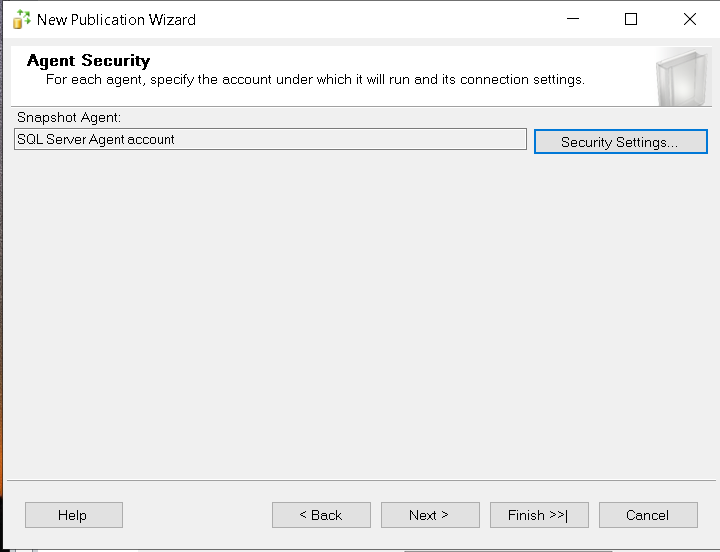 New Publication Wizard
Agent Security
For each agent, specify the account under which it will run and its connection settings.
Snapshot Agent:
SQL Server Agent account
Security Settings...
Help
< Back
Next >
Finish >>|
Cancel